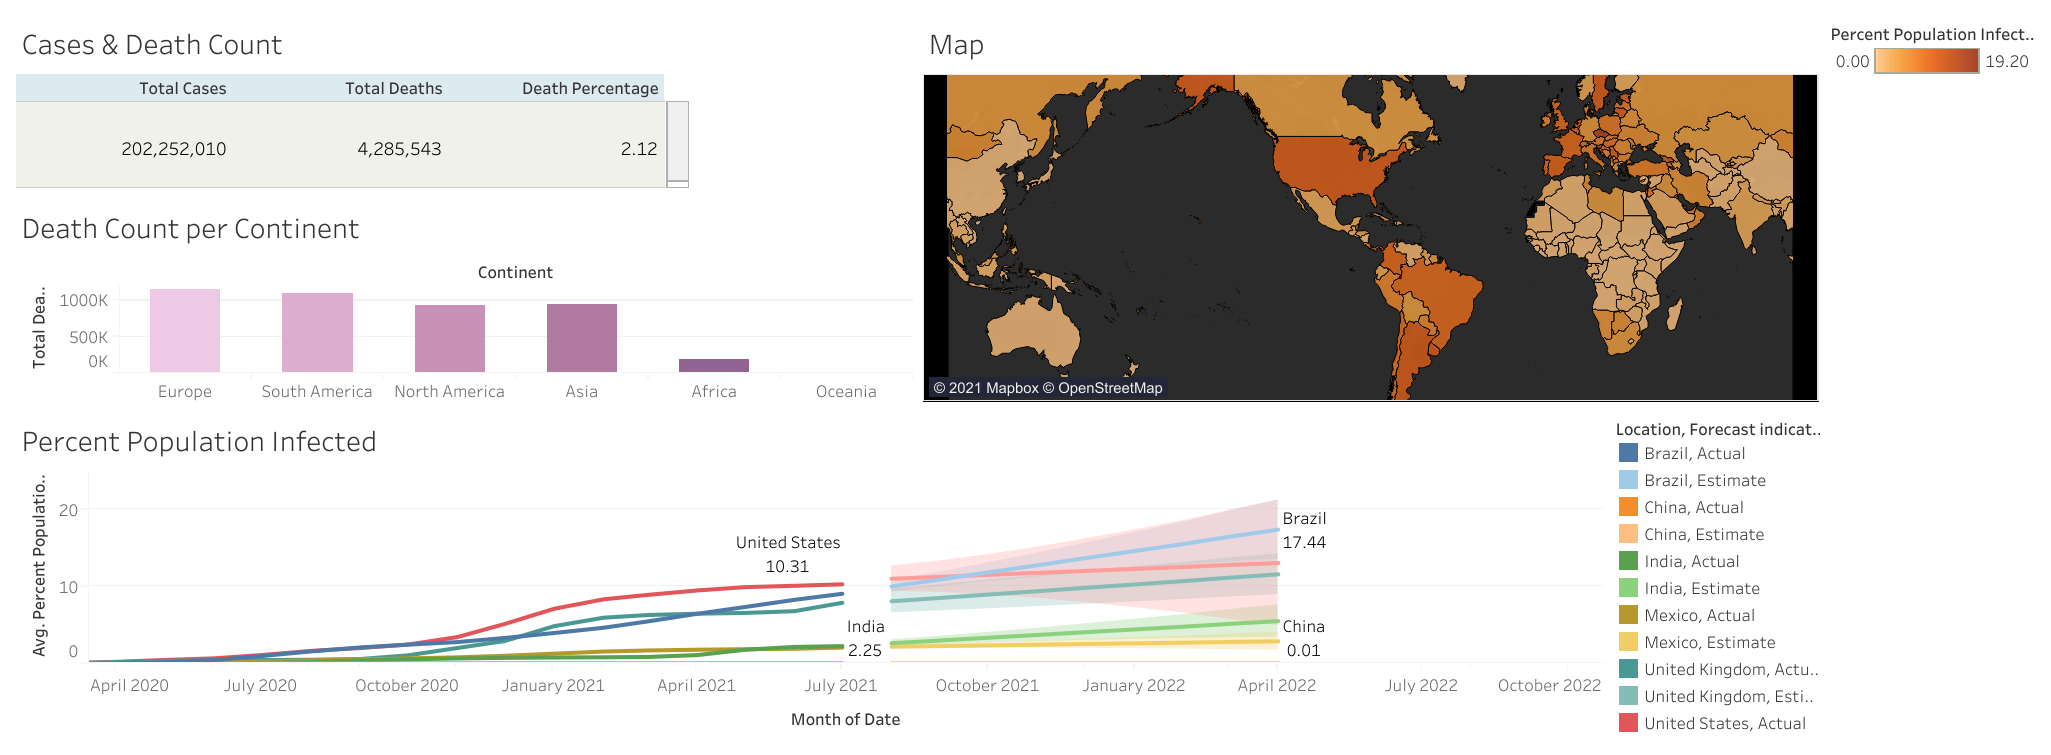 Cases & Death Count
Total Cases Total Deaths Death Percentage
202,252,010 4,285,543 2.12
Death Count per Continent
Continent
Total Dea..
1000K
500K
0K
Europe South America North America Asia Africa Oceania
Map
© 2021 Mapbox © OpenStreetMap
Percent Population Infect..
0.00 19.20
Percent Population Infected
Avg. Percent Populatio..
20
10
0
United States
10.31
India
2.25
Brazil
17.44
China
0.01
April 2020 July 2020 October 2020 January 2021 April 2021 July 2021 October 2021 January 2022 April 2022 July 2022 October 2022
Month of Date
Location, Forecast indicat..
Brazil, Actual
Brazil, Estimate
China, Actual
China, Estimate
India, Actual
India, Estimate
Mexico, Actual
Mexico, Estimate
United Kingdom, Actu..
United Kingdom, Esti..
United States, Actual